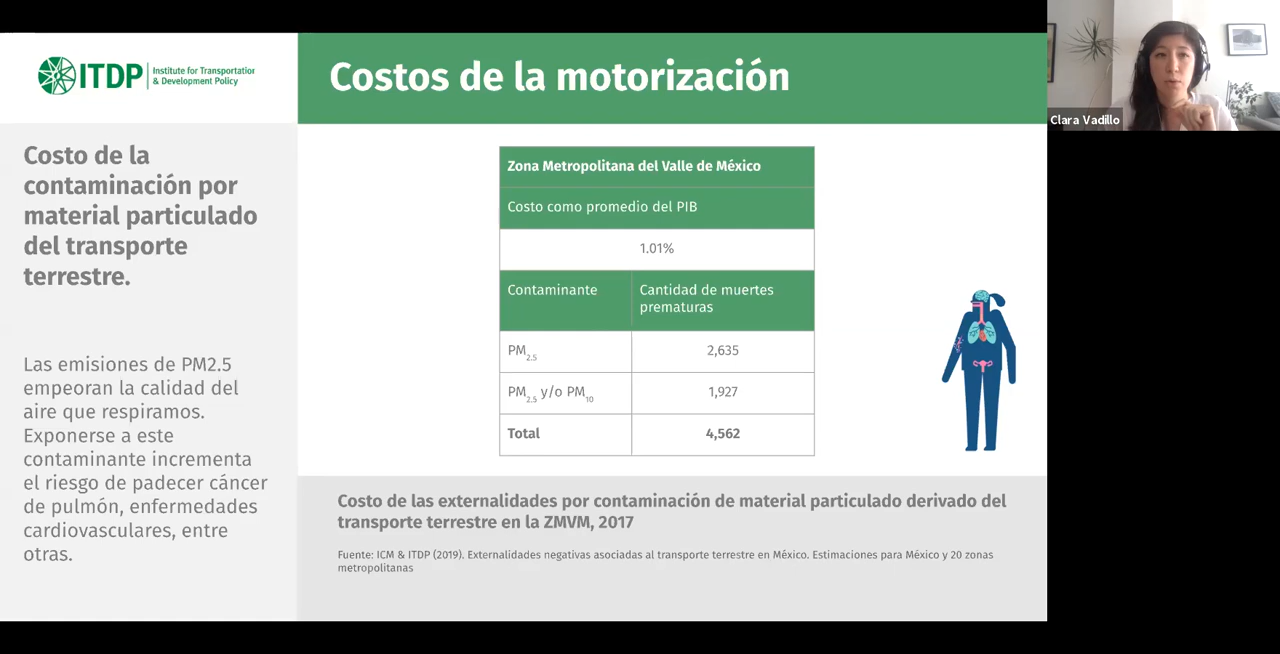 ITDP
Institute for Transportation
& Development Policy
Costos de la motorización
Clara Vadillo
Costo de la
contaminación por
material particulado
del transporte
terrestre.
Las emisiones de PM2.5
empeoran la calidad del
aire que respiramos.
Exponerse a este
contaminante incrementa
el riesgo de padecer cáncer
de pulmón, enfermedades
cardiovasculares, entre
otras.
Zona Metropolitana del Valle de México
Costo como promedio del PIB
1.01%
Contaminante
Cantidad de muertes
prematuras
PM2.5 2,635
PM2.5 y/o PM10 1,927
Total 4,562
Costo de las externalidades por contaminación de material particulado derivado del
transporte terrestre en la ZMVM, 2017
Fuente: ICM & ITDP (2019). Externalidades negativas asociadas al transporte terrestre en México. Estimaciones para México y 20 zonas
metropolitanas